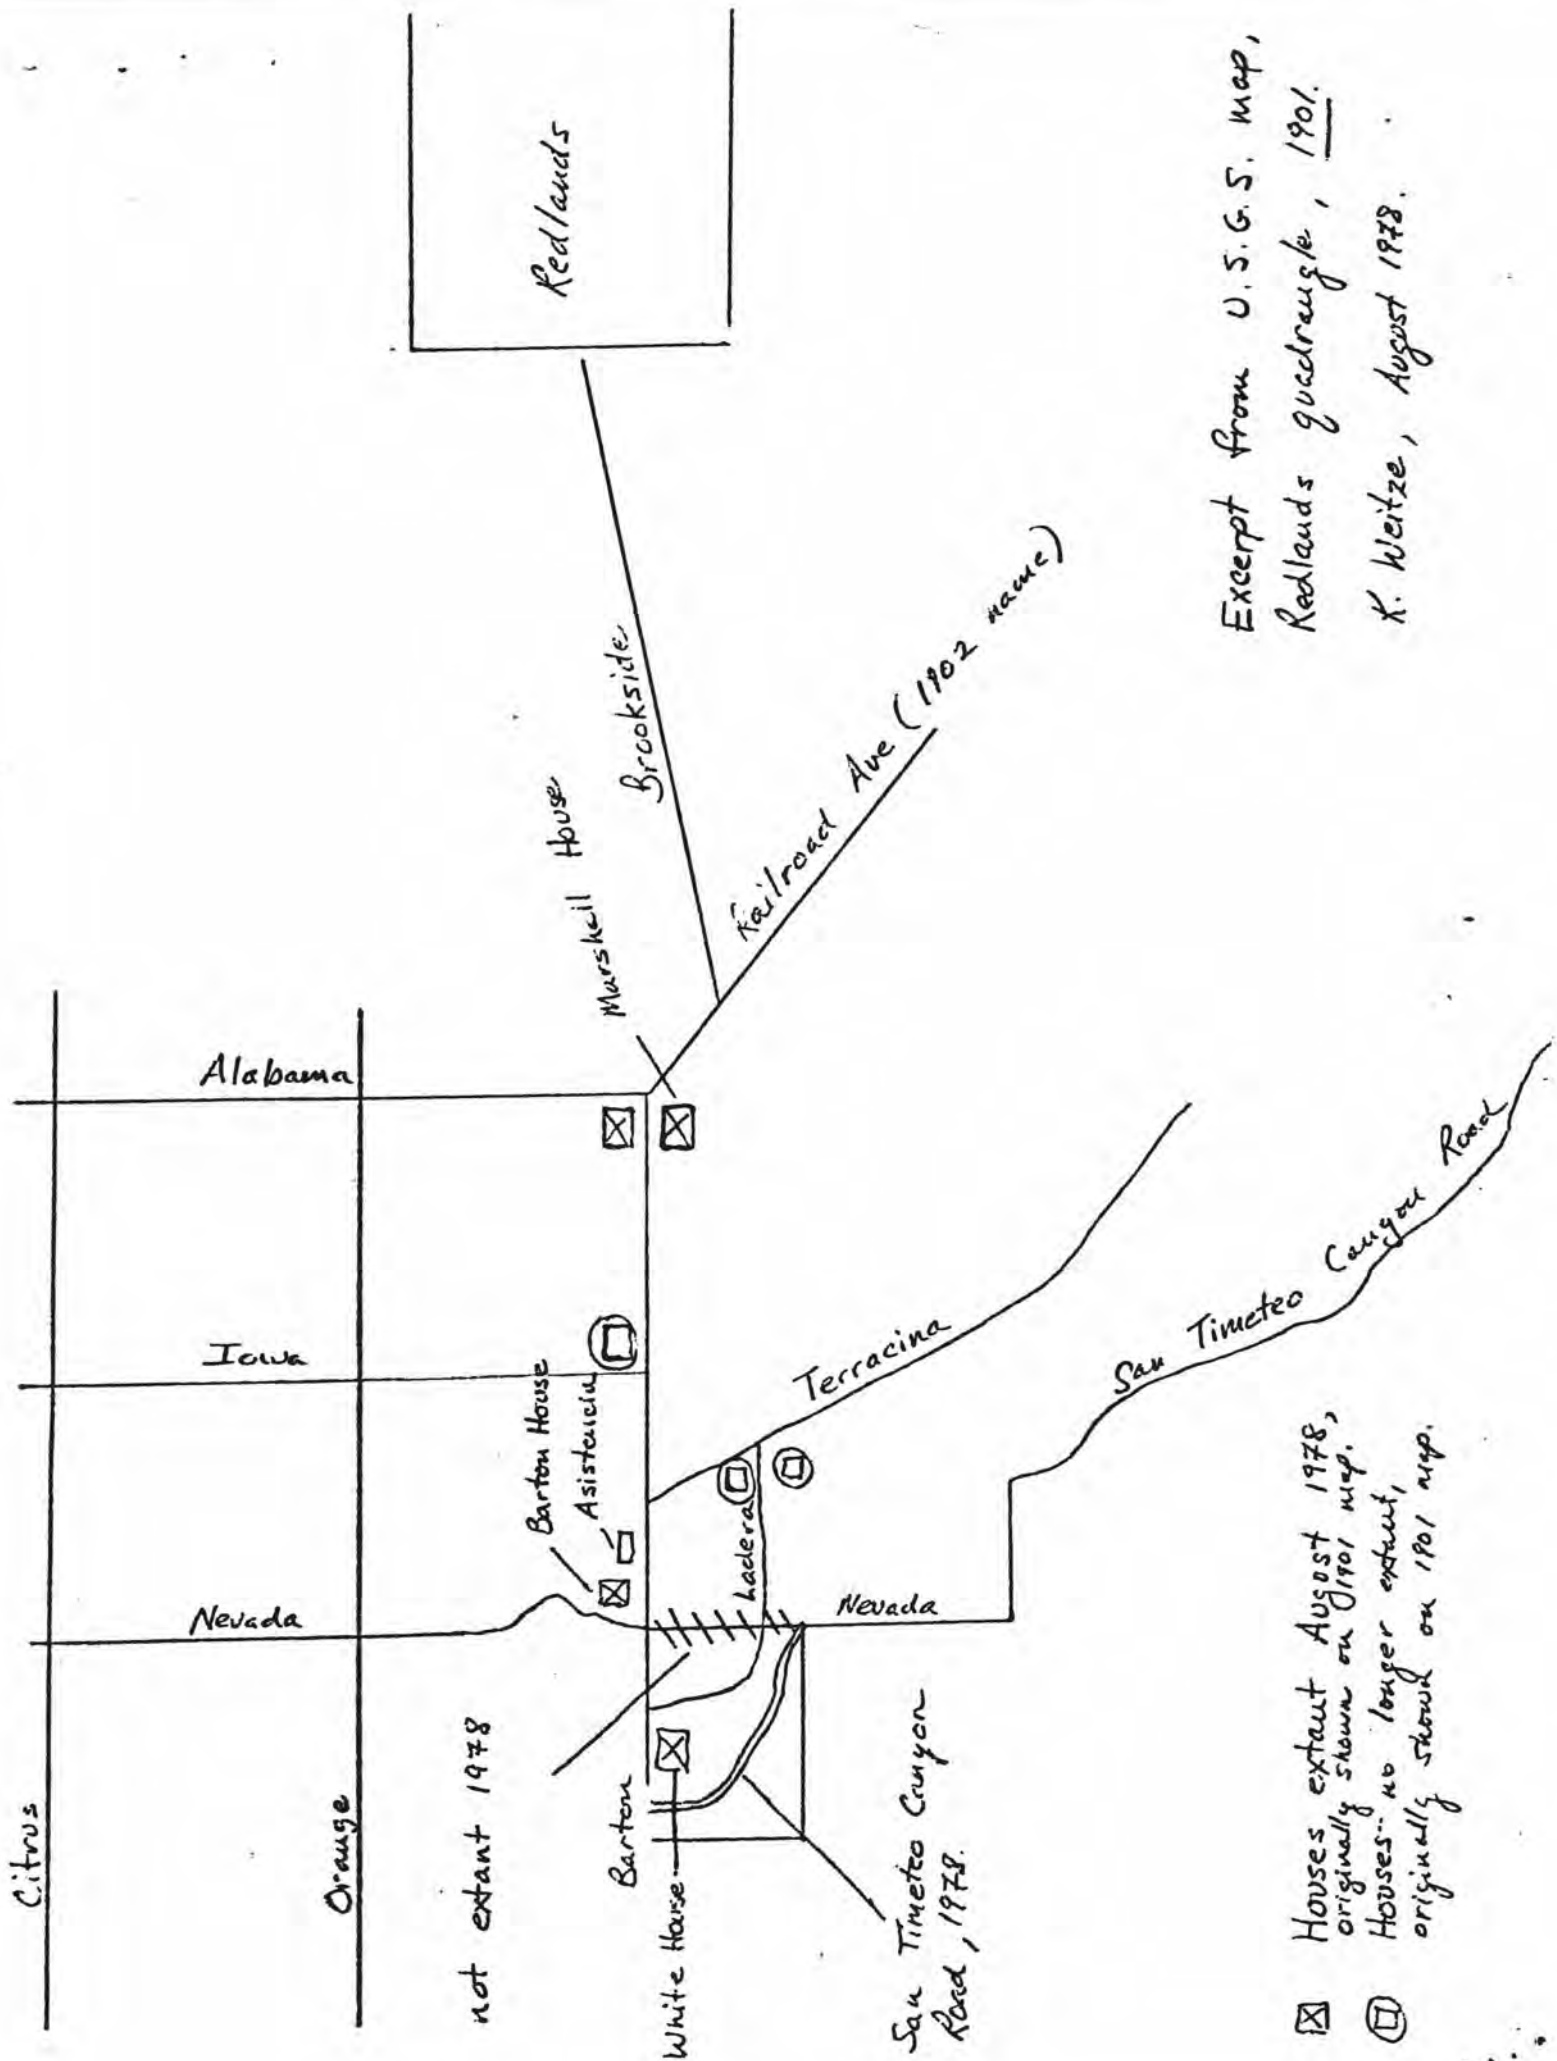 Citrus
Orange
Alabama
Iowa
Nevada
not extant 1978
Barton House
Asistencia
Marshall House
Redlands
Brookside
Railroad Ave (1902 name)
Barton
White House
Ladera
Terracina
Nevada
San Timeteo Canyon Road
San Timeteo Canyon
Road, 1978.
Houses extant August 1978,
originally shown on 1901 map.
Houses no longer extant,
originally shown on 1901 map.
Excerpt from U.S.G.S. map,
Redlands quadrangle, 1901.
K. Weitze, August 1978.